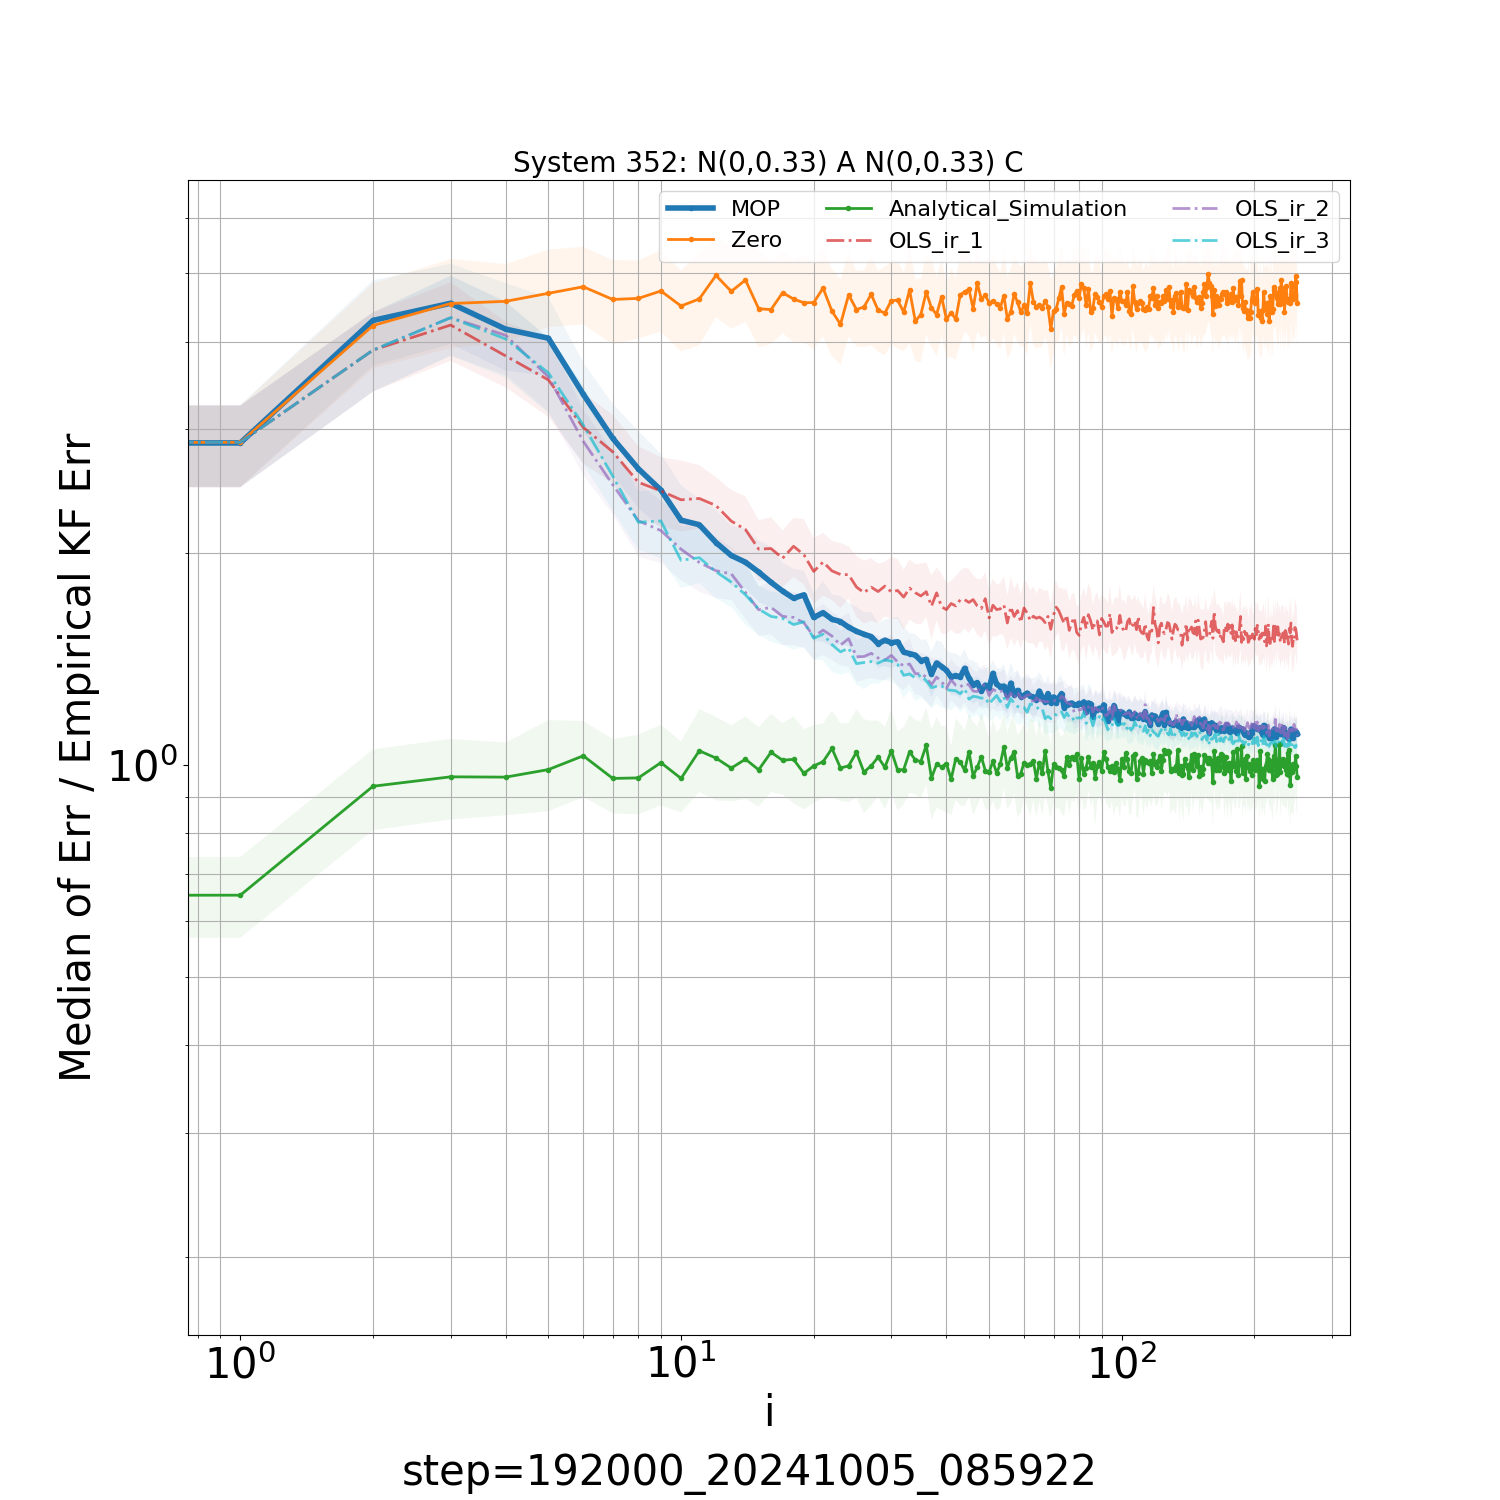 System 352: N(0,0.33) A N(0,0.33) C
MOP
Zero
Analytical_Simulation
OLS_ir_1
OLS_ir_2
OLS_ir_3
Median of Err / Empirical KF Err
10⁰
10⁰ 10¹ 10²
i
step=192000_20241005_085922